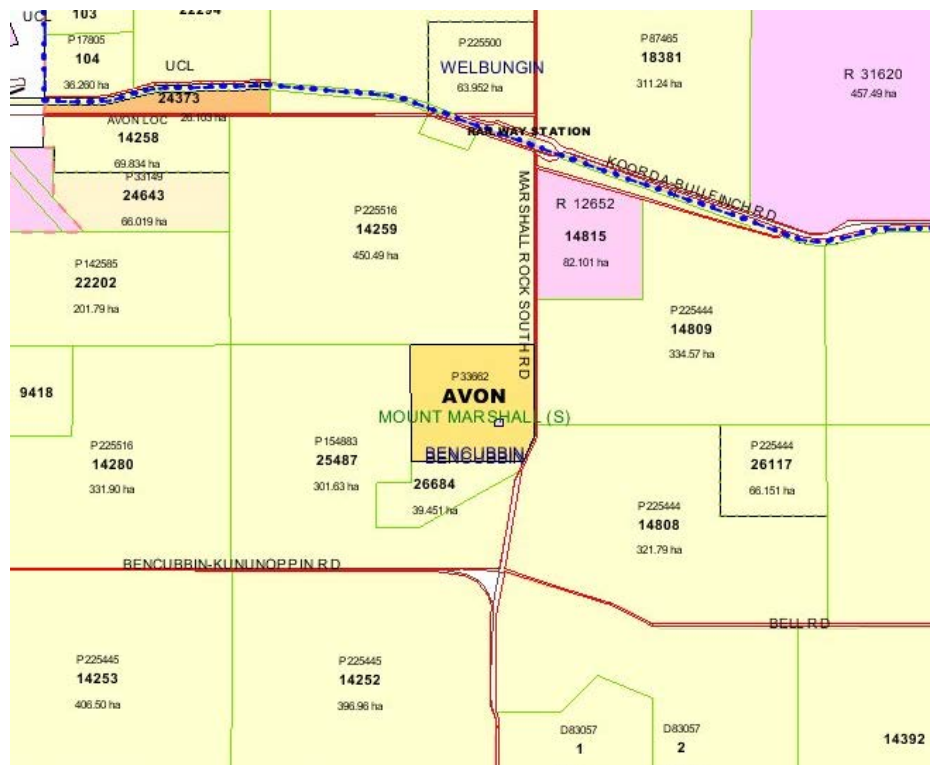 UCL
103
22294
P17805
104
36.260 ha
UCL
24373
26.103 ha
P225500
WELBUNGIN
63.952 ha
P87465
18381
311.24 ha
R 31620
457.49 ha
AVON LOC
14258
69.834 ha
RAILWAY STATION
KOORDA-BULLFINCH RD
P33149
24643
66.019 ha
P225516
14259
450.49 ha
MARSHALL ROCK SOUTH RD
R 12652
14815
82.101 ha
P142585
22202
201.79 ha
P225444
14809
334.57 ha
9418
P33662
AVON
MOUNT MARSHALL (S)
BENCUBBIN
P225516
14280
331.90 ha
P154883
25487
301.63 ha
26684
39.451 ha
P225444
26117
66.151 ha
P225444
14808
321.79 ha
BENCUBBIN-KUNUNOPPIN RD
BELL RD
P225445
14253
406.50 ha
P225445
14252
396.96 ha
D83057
1
D83057
2
14392